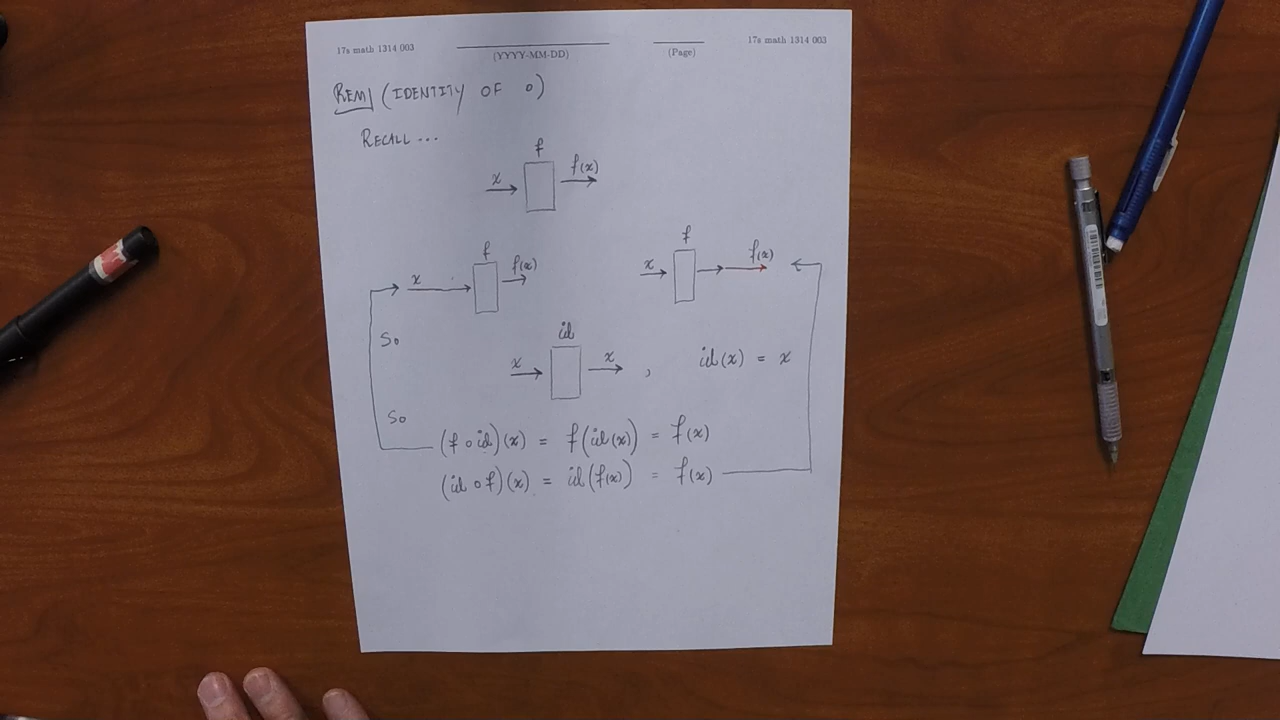 17s math 1314 003 (YYYY-MM-DD) (Page) 17s math 1314 003
REM (IDENTITY OF ∘)
RECALL ...
f
x f(x)
f f
x f(x) x f(x)
So
id
x x , id(x) = x
So
(f ∘ id)(x) = f(id(x)) = f(x)
(id ∘ f)(x) = id(f(x)) = f(x)